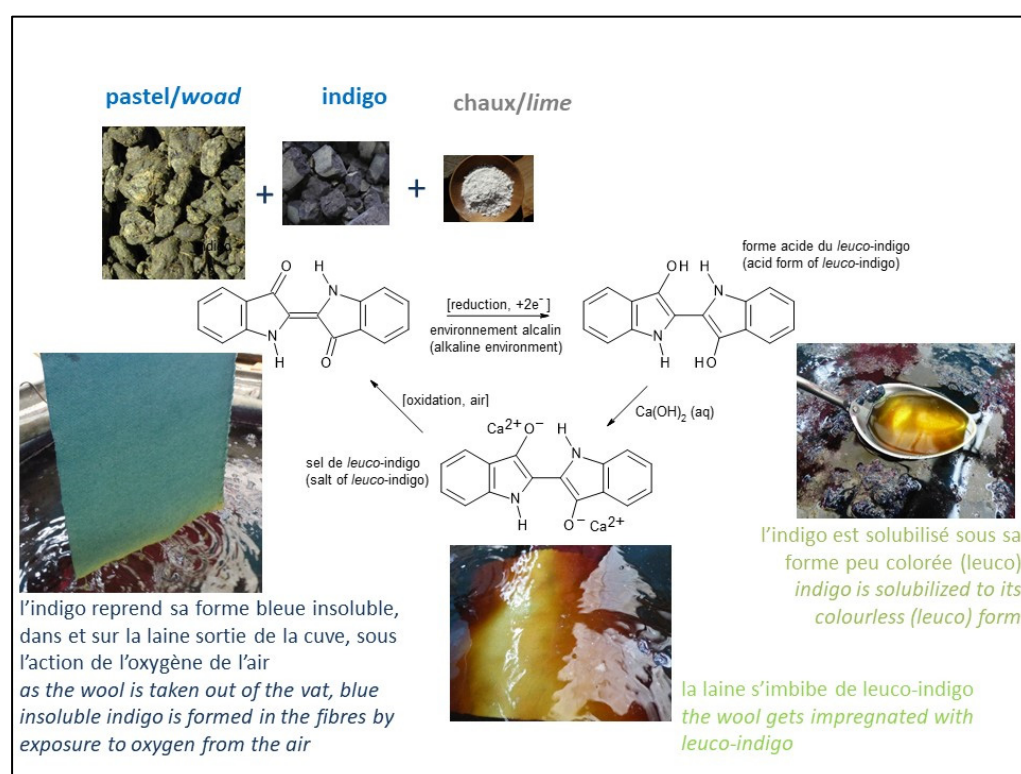 pastel/woad
indigo
chaux/lime
+
+
indigo
forme acide du leuco-indigo
(acid form of leuco-indigo)
O
H
N
N
H
O
[reduction, +2e⁻ ]
environnement alcalin
(alkaline environment)
OH
H
N
N
H
HO
[oxidation, air]
Ca(OH)₂ (aq)
Ca²⁺O⁻
H
N
N
H
O⁻Ca²⁺
sel de leuco-indigo
(salt of leuco-indigo)
l'indigo est solubilisé sous sa
forme peu colorée (leuco)
indigo is solubilized to its
colourless (leuco) form
l'indigo reprend sa forme bleue insoluble,
dans et sur la laine sortie de la cuve, sous
l'action de l'oxygène de l'air
as the wool is taken out of the vat, blue
insoluble indigo is formed in the fibres by
exposure to oxygen from the air
la laine s'imbibe de leuco-indigo
the wool gets impregnated with
leuco-indigo